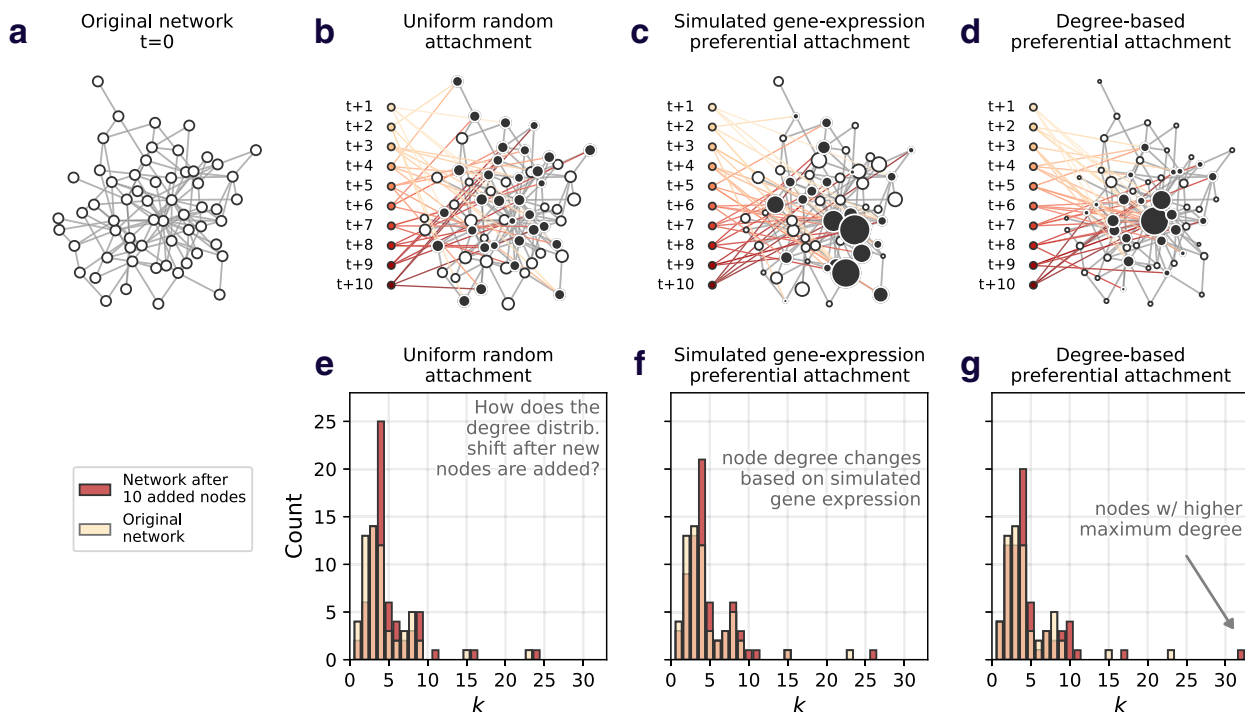 a
Original network
t=0
b
Uniform random
attachment
c
Simulated gene-expression
preferential attachment
d
Degree-based
preferential attachment
t+1
t+2
t+3
t+4
t+5
t+6
t+7
t+8
t+9
t+10
t+1
t+2
t+3
t+4
t+5
t+6
t+7
t+8
t+9
t+10
t+1
t+2
t+3
t+4
t+5
t+6
t+7
t+8
t+9
t+10
Network after
10 added nodes
Original
network
e
Uniform random
attachment
How does the
degree distrib.
shift after new
nodes are added?
Count
25
20
15
10
5
0
0 5 10 15 20 25 30
k
f
Simulated gene-expression
preferential attachment
node degree changes
based on simulated
gene expression
0 5 10 15 20 25 30
k
g
Degree-based
preferential attachment
nodes w/ higher
maximum degree
0 5 10 15 20 25 30
k